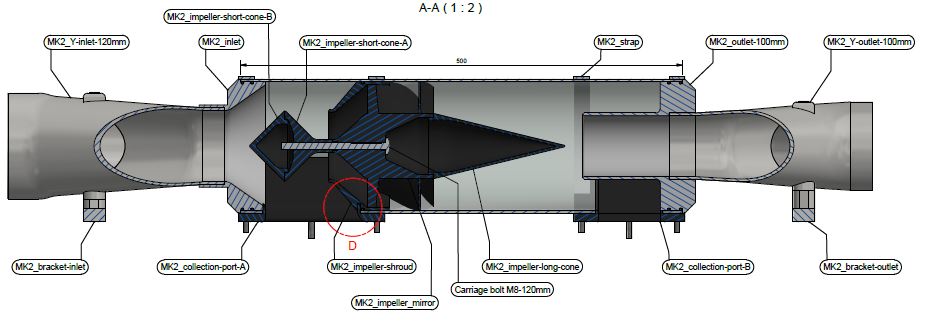 A-A ( 1 : 2 )
MK2_impeller-short-cone-B
MK2_Y-inlet-120mm
MK2_inlet
MK2_impeller-short-cone-A
MK2_strap
MK2_outlet-100mm
MK2_Y-outlet-100mm
500
D
MK2_bracket-inlet
MK2_collection-port-A
MK2_impeller-shroud
MK2_impeller-long-cone
MK2_collection-port-B
MK2_bracket-outlet
Carriage bolt M8-120mm
MK2_impeller_mirror